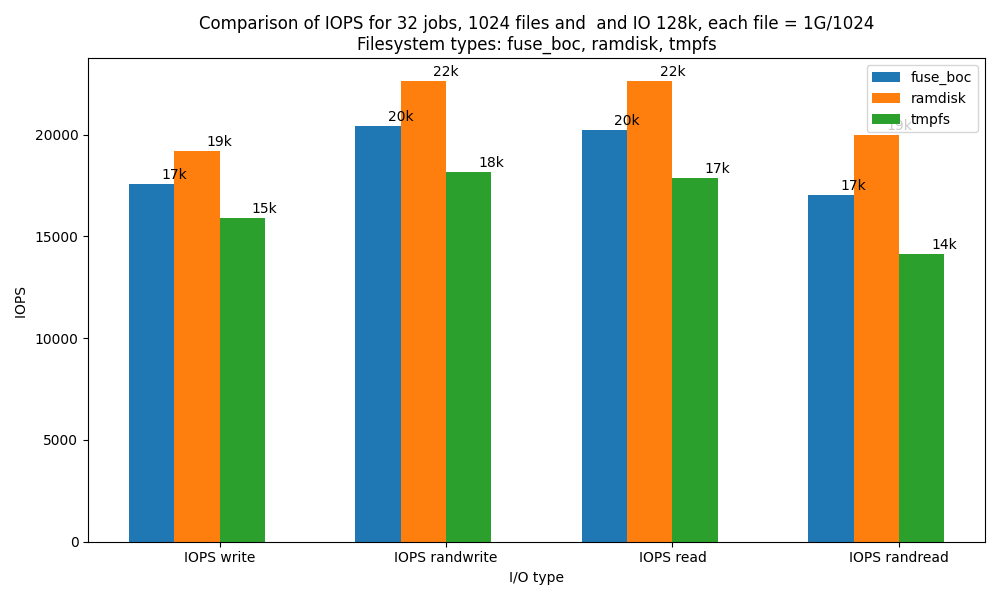 Comparison of IOPS for 32 jobs, 1024 files and  and IO 128k, each file = 1G/1024
Filesystem types: fuse_boc, ramdisk, tmpfs
fuse_boc
ramdisk
tmpfs
22k
22k
20k
20k
19k
19k
18k
17k
17k
17k
15k
14k
IOPS
20000
15000
10000
5000
0
IOPS write
IOPS randwrite
IOPS read
IOPS randread
I/O type